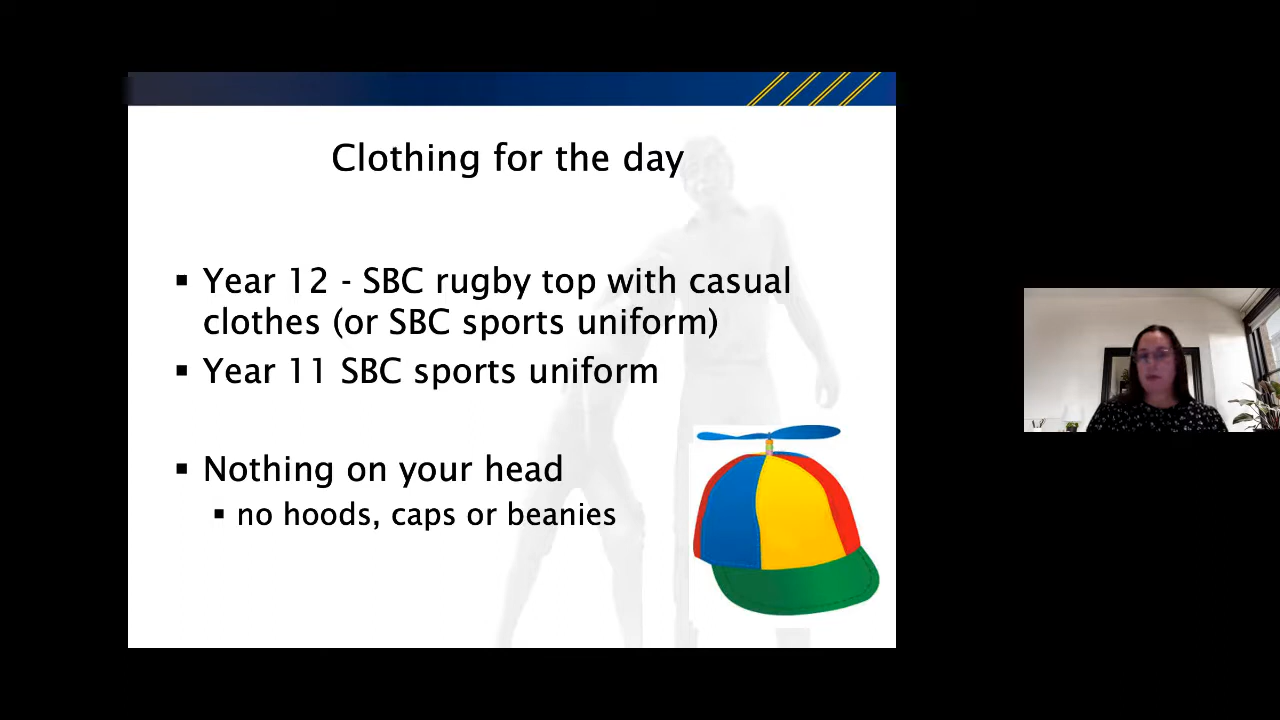 Clothing for the day
▪ Year 12 - SBC rugby top with casual
clothes (or SBC sports uniform)
▪ Year 11 SBC sports uniform
▪ Nothing on your head
▪ no hoods, caps or beanies